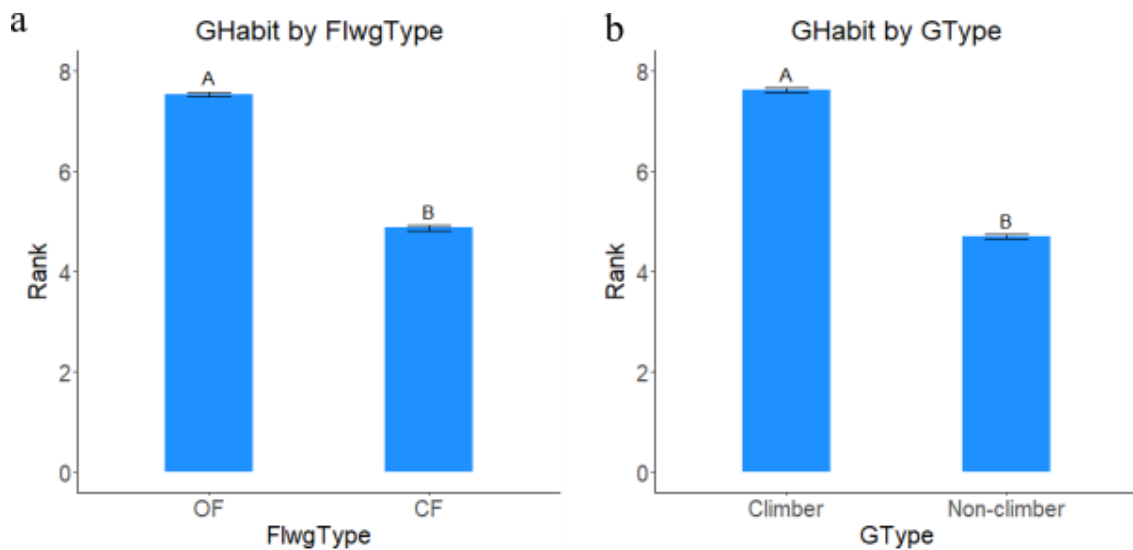 a
GHabit by FlwgType
8
6
4
2
0
Rank
A
B
OF CF
FlwgType
b
GHabit by GType
8
6
4
2
0
Rank
A
B
Climber Non-climber
GType